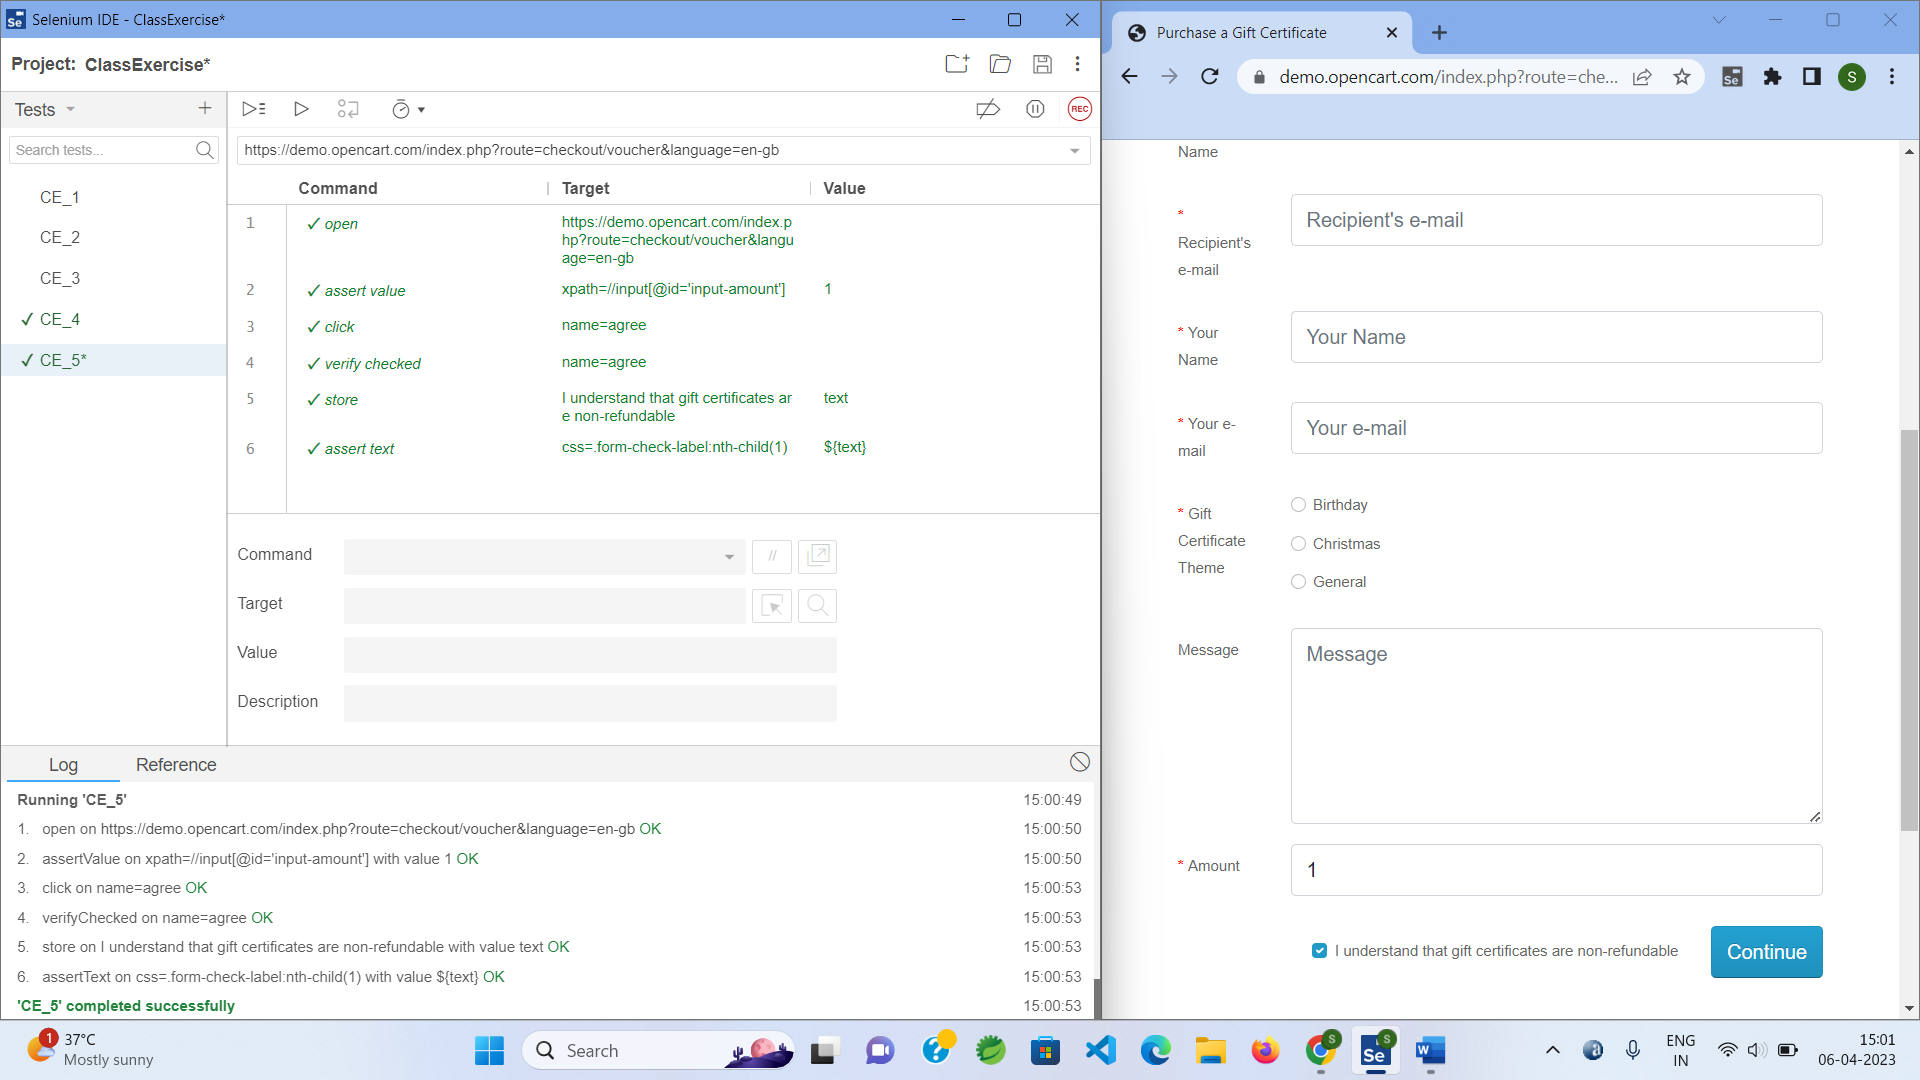 Selenium IDE - ClassExercise*
Project: ClassExercise*
Tests
Search tests...
CE_1
CE_2
CE_3
✓ CE_4
✓ CE_5*
REC
https://demo.opencart.com/index.php?route=checkout/voucher&language=en-gb
Command Target Value
1 ✓ open https://demo.opencart.com/index.p
hp?route=checkout/voucher&langu
age=en-gb
2 ✓ assert value xpath=//input[@id='input-amount'] 1
3 ✓ click name=agree
4 ✓ verify checked name=agree
5 ✓ store I understand that gift certificates ar text
e non-refundable
6 ✓ assert text css=.form-check-label:nth-child(1) ${text}
Command //
Target
Value
Description
Log Reference
Running 'CE_5' 15:00:49
1. open on https://demo.opencart.com/index.php?route=checkout/voucher&language=en-gb OK 15:00:50
2. assertValue on xpath=//input[@id='input-amount'] with value 1 OK 15:00:50
3. click on name=agree OK 15:00:53
4. verifyChecked on name=agree OK 15:00:53
5. store on I understand that gift certificates are non-refundable with value text OK 15:00:53
6. assertText on css=.form-check-label:nth-child(1) with value ${text} OK 15:00:53
'CE_5' completed successfully 15:00:53
Purchase a Gift Certificate
demo.opencart.com/index.php?route=che...
Se
S
Name
* Recipient's e-mail
Recipient's
e-mail
* Your Name
Name
Your Name
* Your e-
mail
Your e-mail
* Gift
Certificate
Theme
Birthday
Christmas
General
Message
Message
* Amount
1
I understand that gift certificates are non-refundable
Continue
1
37°C
Mostly sunny
Search
S
S
Se
W
ENG
IN
15:01
06-04-2023